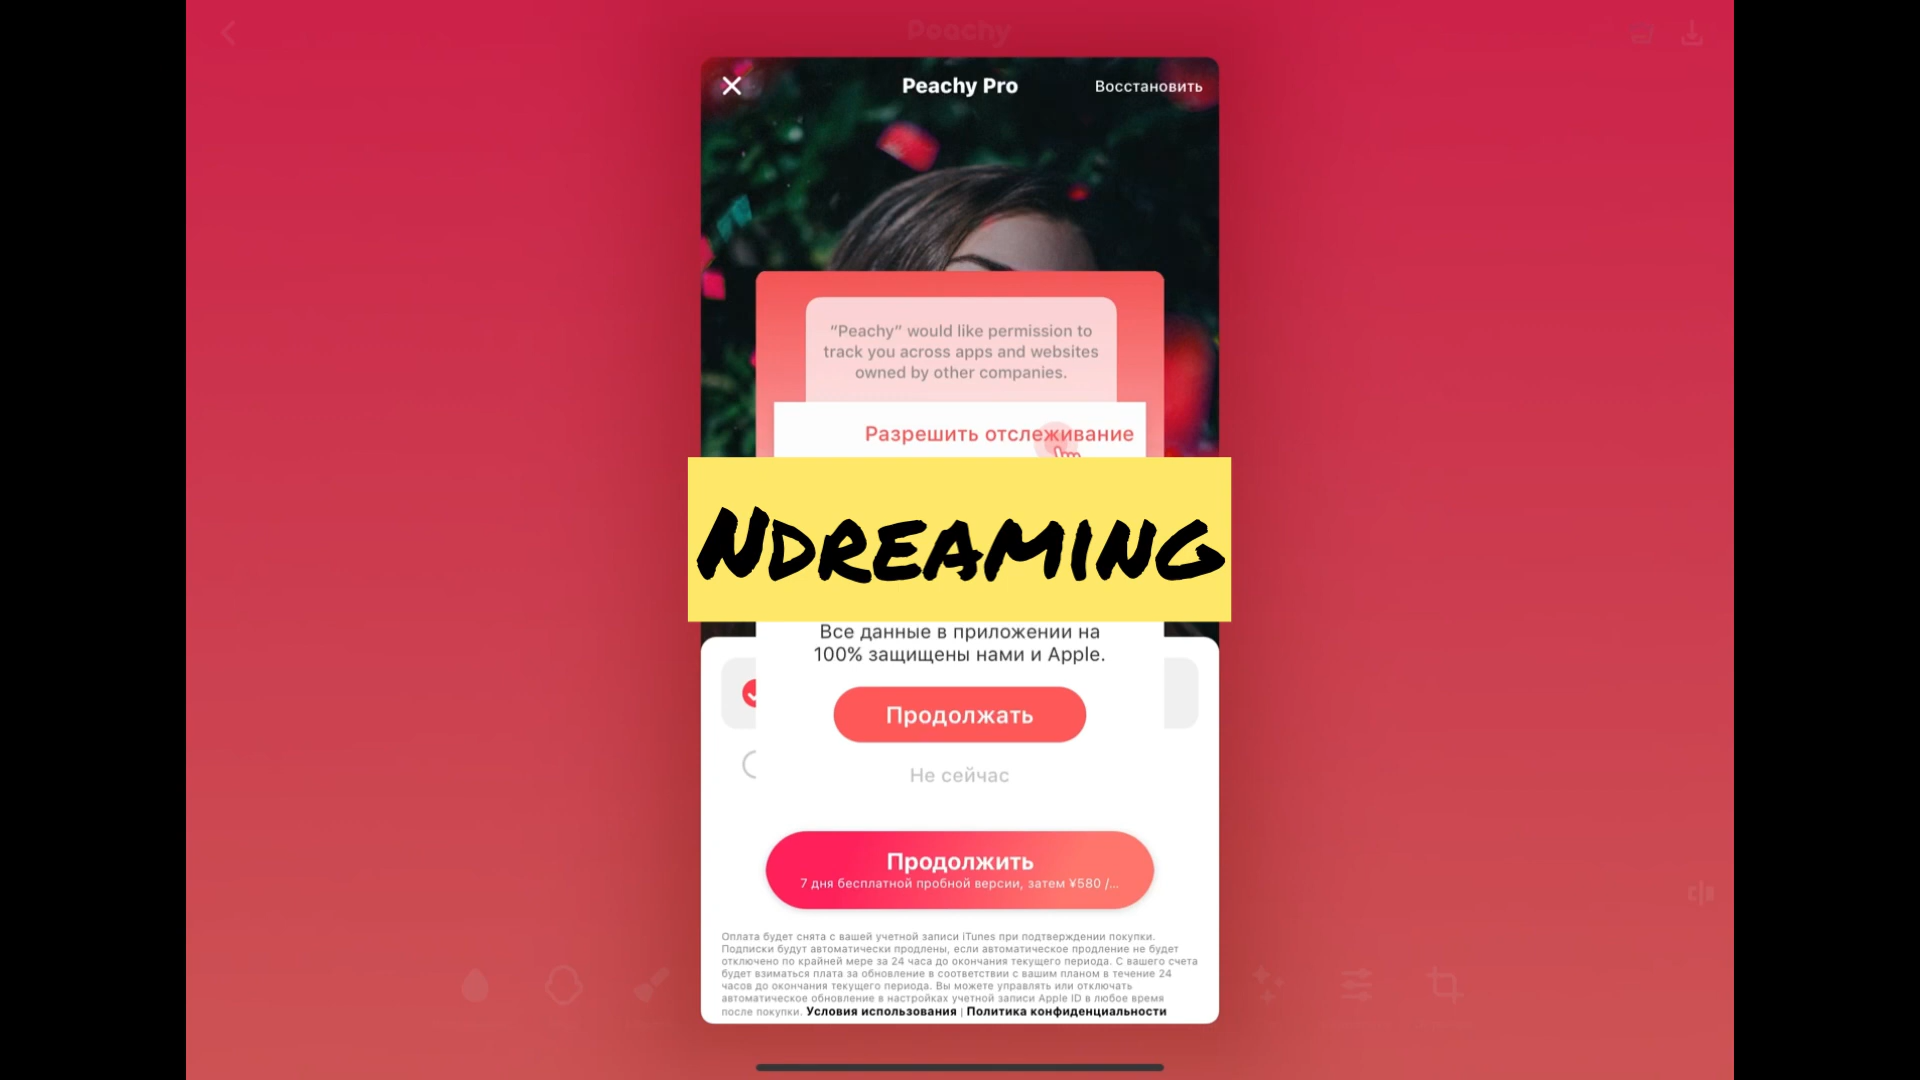 Peachy
Peachy Pro
Восстановить
“Peachy” would like permission to
track you across apps and websites
owned by other companies.
Разрешить отслеживание
Ndreaming
Все данные в приложении на
100% защищены нами и Apple.
Продолжать
Не сейчас
Продолжить
7 дня бесплатной пробной версии, затем ¥580 /...
Оплата будет снята с вашей учетной записи iTunes при подтверждении покупки.
Подписки будут автоматически продлены, если автоматическое продление не будет
отключено по крайней мере за 24 часа до окончания текущего периода. С вашего счета
будет взиматься плата за обновление в соответствии с вашим планом в течение 24
часов до окончания текущего периода. Вы можете управлять или отключать
автоматическое обновление в настройках учетной записи Apple ID в любое время
после покупки. Условия использования | Политика конфиденциальности